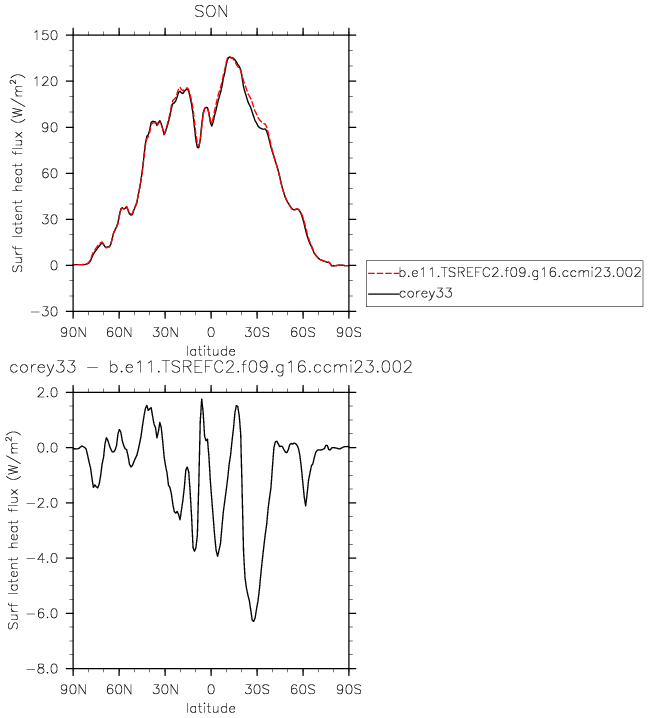 SON
150
120
90
60
30
0
−30
Surf latent heat flux (W/m²)
90N 60N 30N 0 30S 60S 90S
latitude
b.e11.TSREFC2.f09.g16.ccmi23.002
corey33
corey33 − b.e11.TSREFC2.f09.g16.ccmi23.002
2.0
0.0
−2.0
−4.0
−6.0
−8.0
Surf latent heat flux (W/m²)
90N 60N 30N 0 30S 60S 90S
latitude